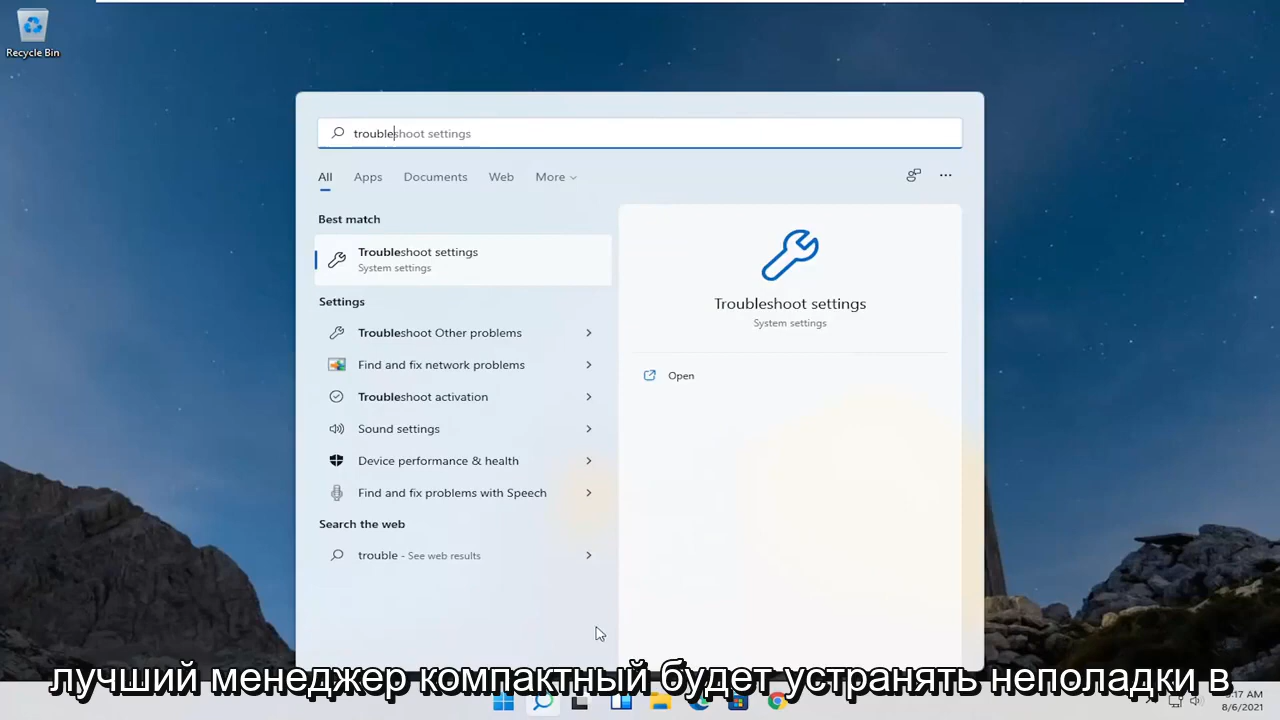 Recycle Bin
troubleshoot settings
All Apps Documents Web More
Best match
Troubleshoot settings
System settings
Settings
Troubleshoot Other problems
Find and fix network problems
Troubleshoot activation
Sound settings
Device performance & health
Find and fix problems with Speech
Search the web
trouble - See web results
Troubleshoot settings
System settings
Open
лучший менеджер компактный будет устранять неполадки в
:17 AM
8/6/2021